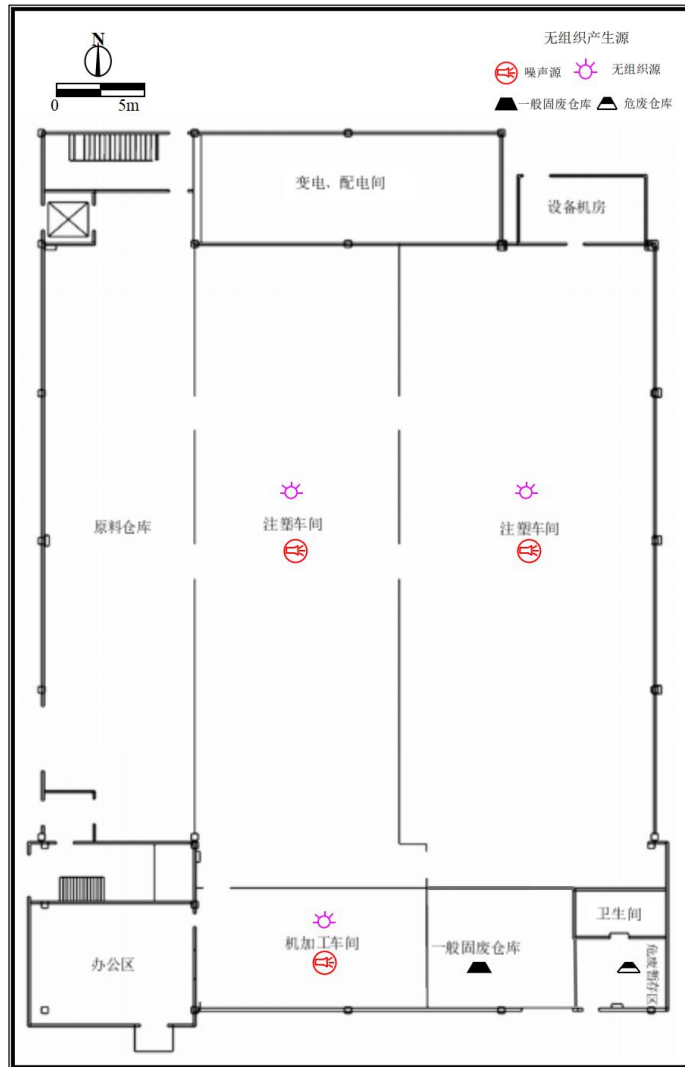 N
0 5m
无组织产生源
噪声源 无组织源
一般固废仓库 危废仓库
变电、配电间
设备机房
原料仓库
注塑车间
注塑车间
卫生间
机加工车间
一般固废仓库
危废暂存区
办公区